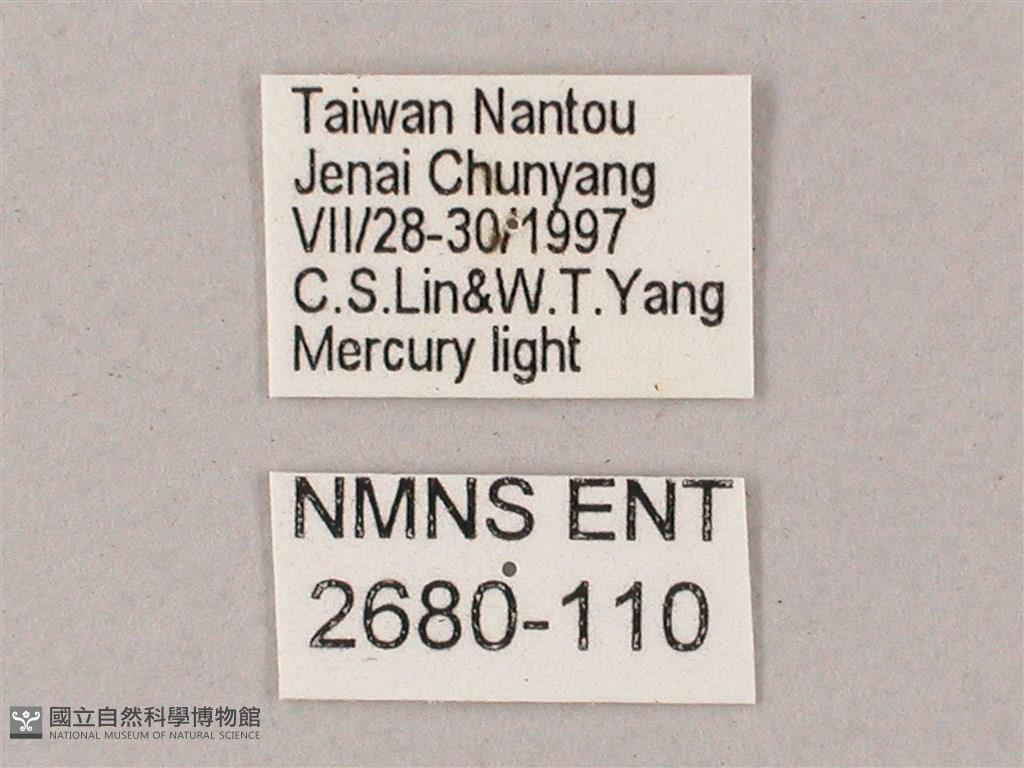 Taiwan Nantou
Jenai Chunyang
VII/28-30/1997
C.S.Lin&W.T.Yang
Mercury light
NMNS ENT
2680-110
國立自然科學博物館
NATIONAL MUSEUM OF NATURAL SCIENCE